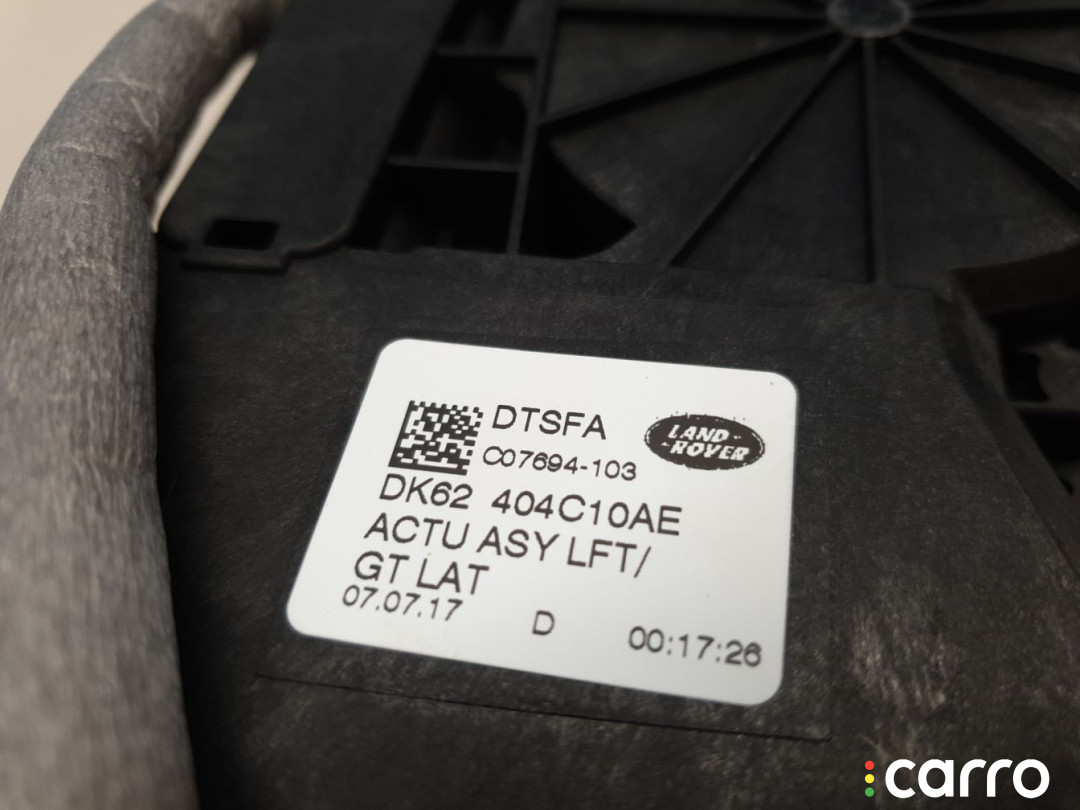 DTSFA
LAND-
-ROVER
C07694-103
DK62 404C10AE
ACTU ASY LFT/
GT LAT
07.07.17 D 00:17:26
carro